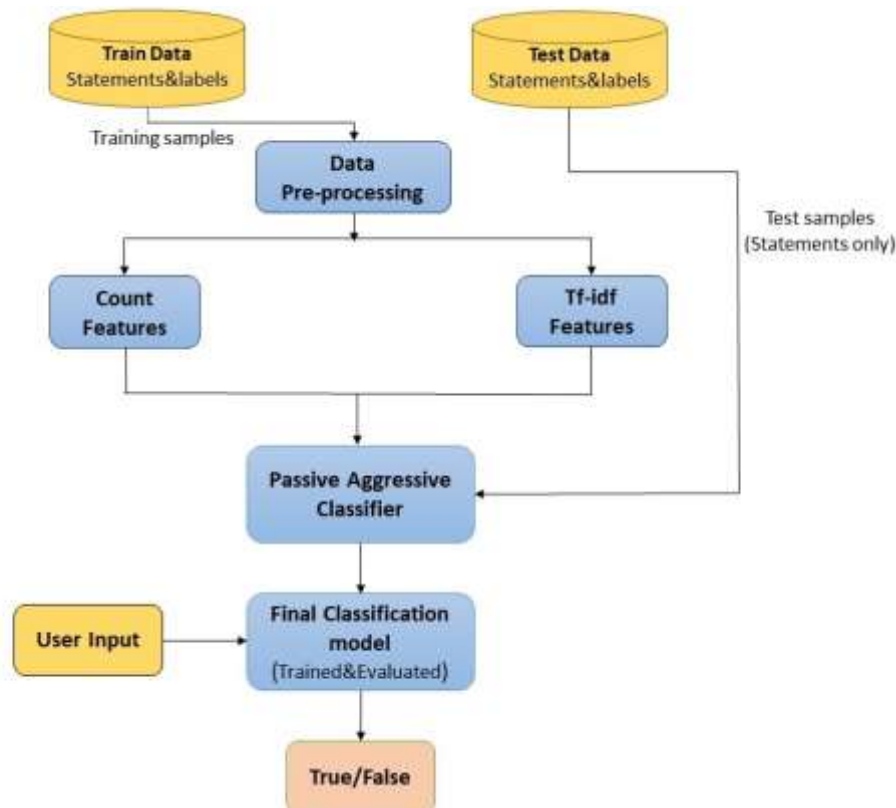 Train Data
Statements&labels
Test Data
Statements&labels
Training samples
Data
Pre-processing
Test samples
(Statements only)
Count
Features
Tf-idf
Features
Passive Aggressive
Classifier
Final Classification
model
(Trained&Evaluated)
User Input
True/False